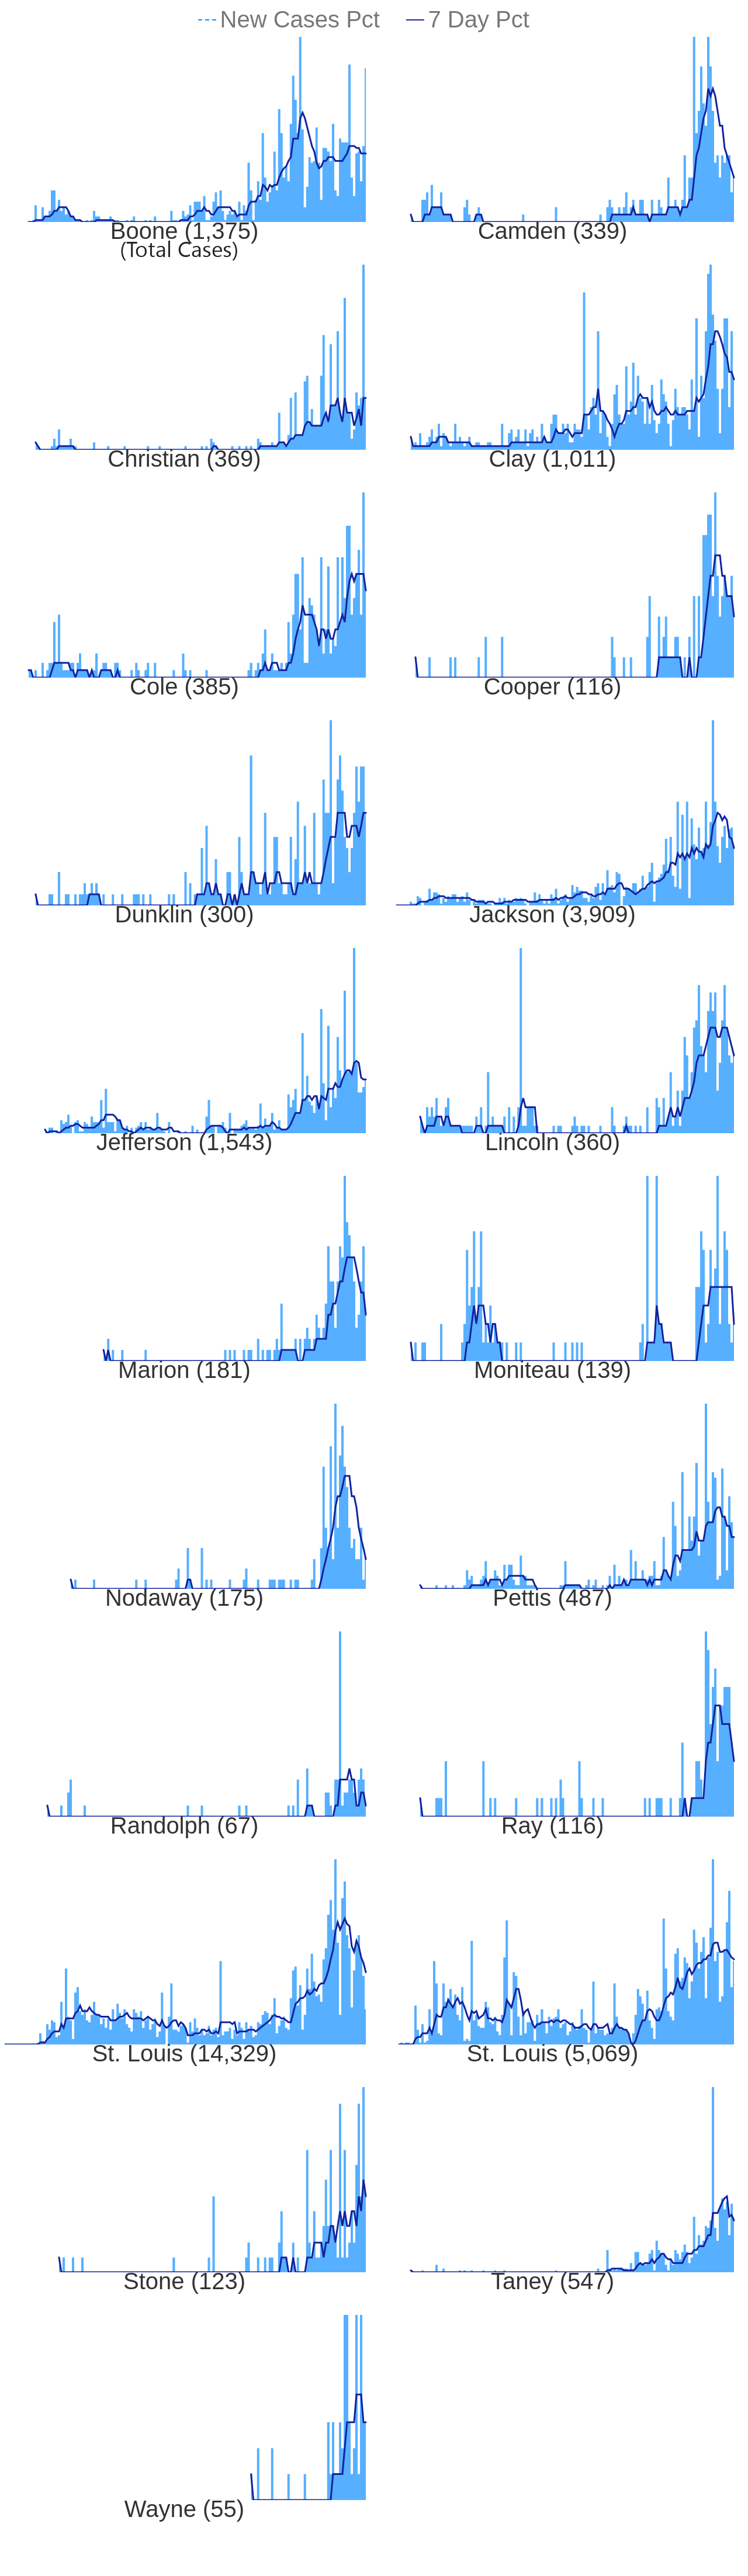 New Cases Pct 7 Day Pct
Boone (1,375) Camden (339)
(Total Cases)
Christian (369) Clay (1,011)
Cole (385) Cooper (116)
Dunklin (300) Jackson (3,909)
Jefferson (1,543) Lincoln (360)
Marion (181) Moniteau (139)
Nodaway (175) Pettis (487)
Randolph (67) Ray (116)
St. Louis (14,329) St. Louis (5,069)
Stone (123) Taney (547)
Wayne (55)